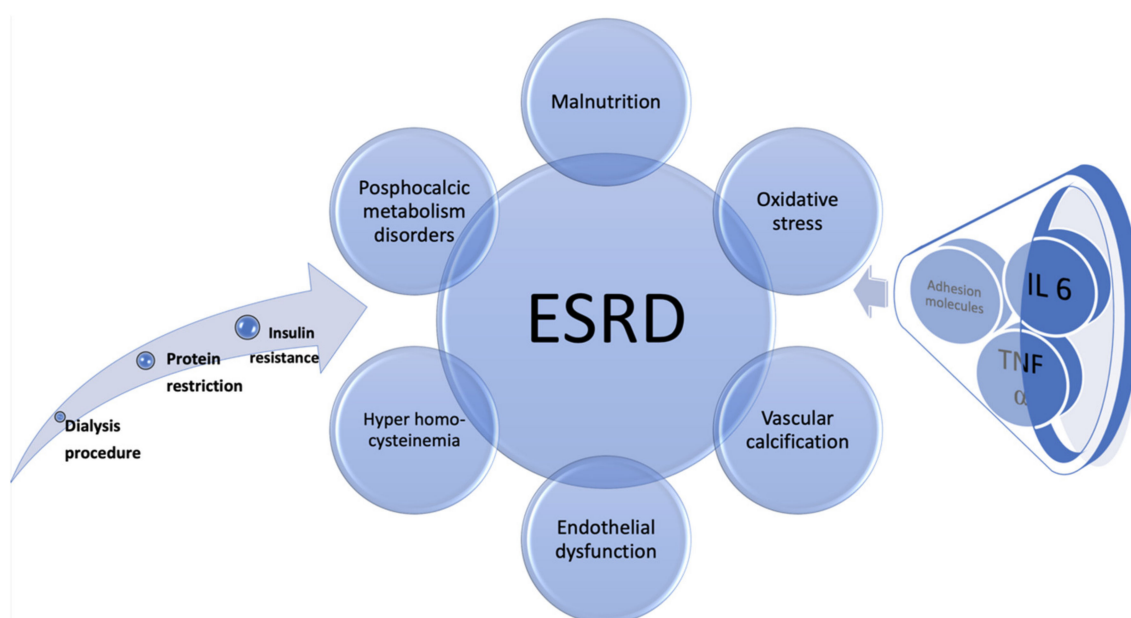 Malnutrition
Posphocalcic
metabolism
disorders
Oxidative
stress
ESRD
Adhesion
molecules
IL 6
TNF
α
Insulin
resistance
Protein
restriction
Dialysis
procedure
Hyper homo-
cysteinemia
Vascular
calcification
Endothelial
dysfunction